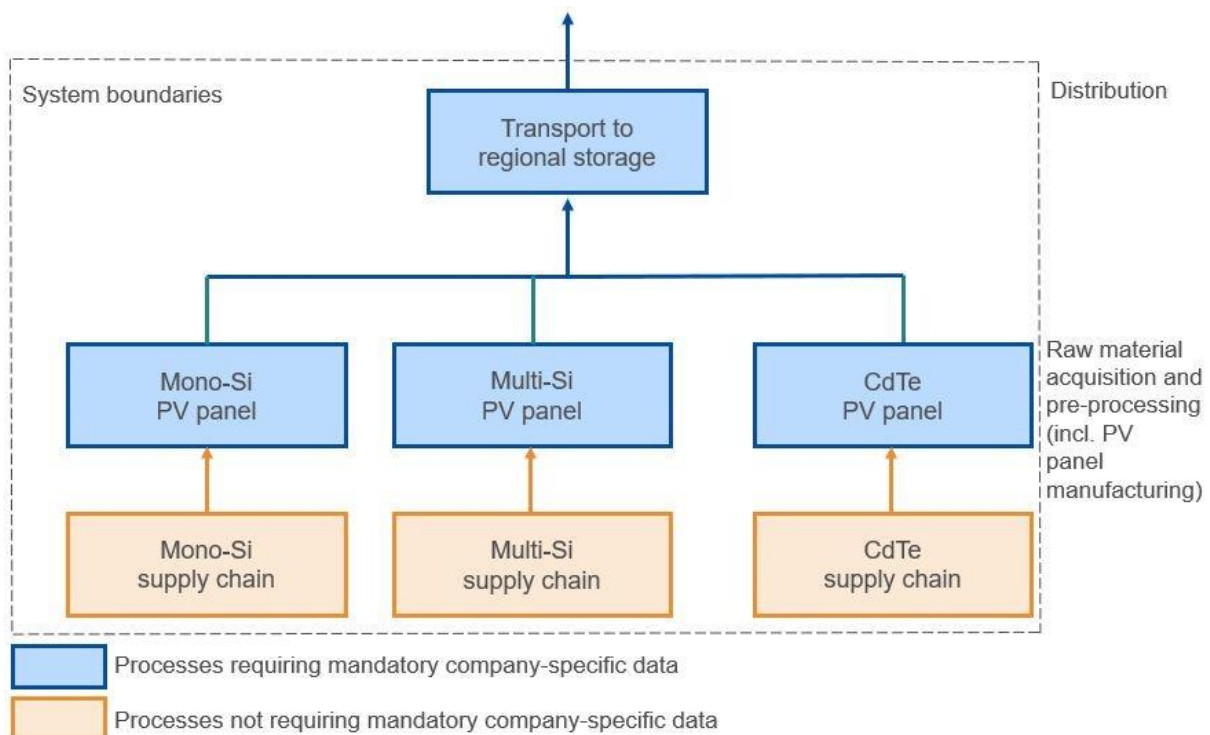 System boundaries
Distribution
Transport to
regional storage
Mono-Si
PV panel
Multi-Si
PV panel
CdTe
PV panel
Raw material
acquisition and
pre-processing
(incl. PV
panel
manufacturing)
Mono-Si
supply chain
Multi-Si
supply chain
CdTe
supply chain
Processes requiring mandatory company-specific data
Processes not requiring mandatory company-specific data